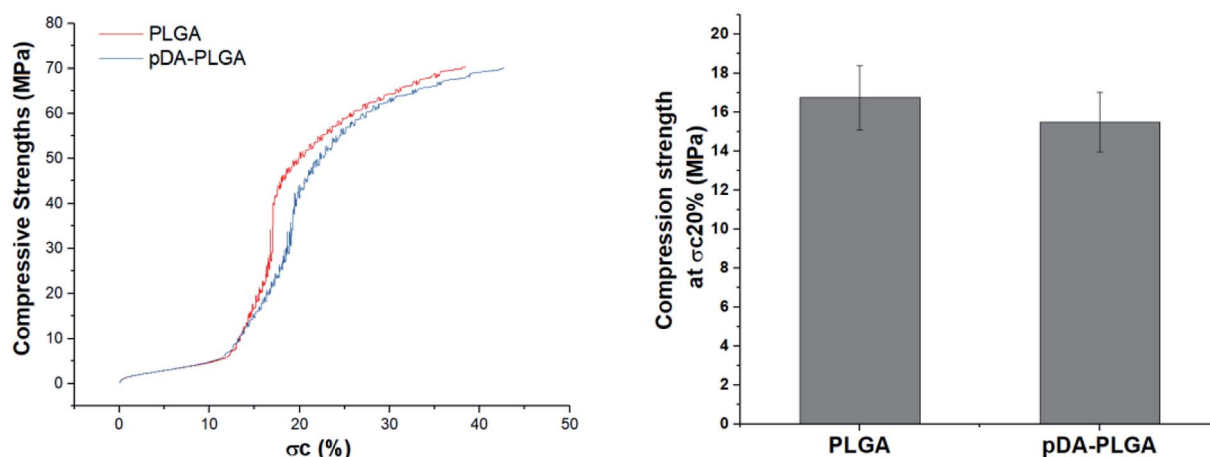 PLGA
pDA-PLGA
Compressive Strengths (MPa)
80
70
60
50
40
30
20
10
0
0 10 20 30 40 50
σc (%)
Compression strength
at σc20% (MPa)
20
18
16
14
12
10
8
6
4
2
0
PLGA pDA-PLGA